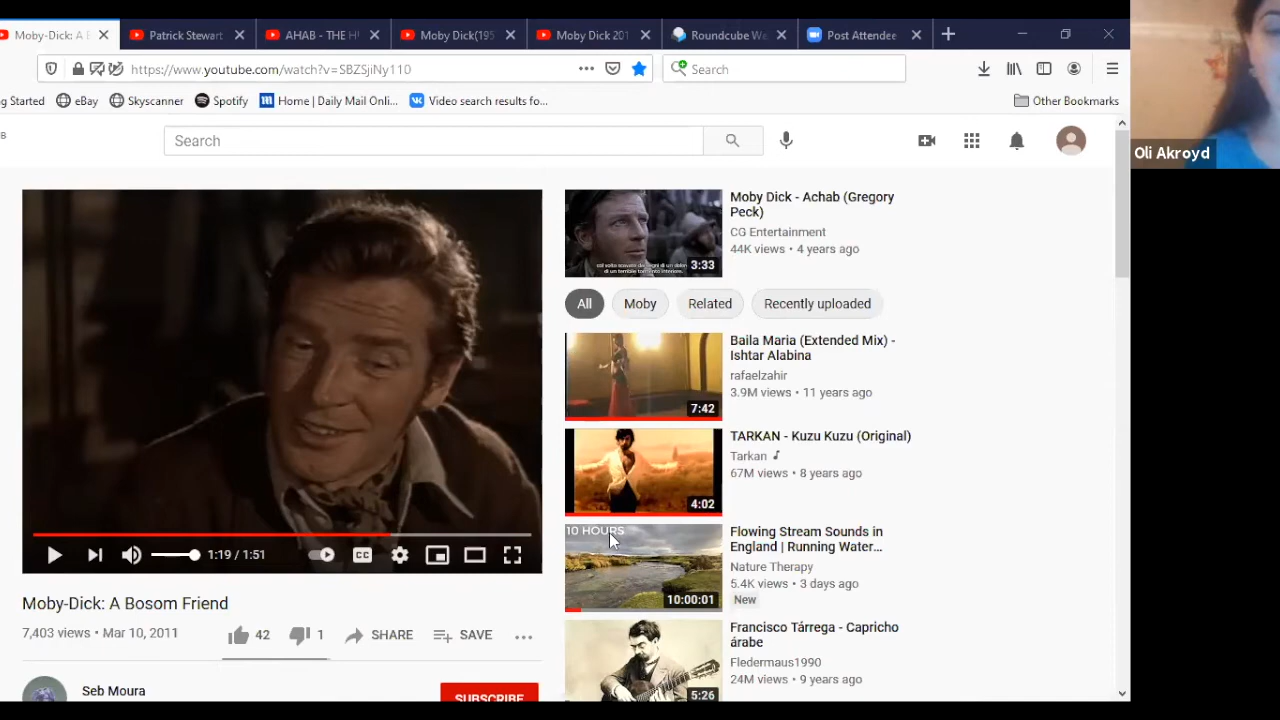 Moby-Dick: A B
Patrick Stewart
AHAB - THE H
Moby Dick(195
Moby Dick 201
Roundcube We
Post Attendee
https://www.youtube.com/watch?v=SBZSjiNy110
Search
g Started
eBay
Skyscanner
Spotify
Home | Daily Mail Onli...
Video search results fo...
Other Bookmarks
Oli Akroyd
B
Search
Moby Dick - Achab (Gregory
Peck)
CG Entertainment
44K views • 4 years ago
3:33
All
Moby
Related
Recently uploaded
Baila Maria (Extended Mix) -
Ishtar Alabina
rafaelzahir
3.9M views • 11 years ago
7:42
TARKAN - Kuzu Kuzu (Original)
Tarkan
67M views • 8 years ago
4:02
10 HOURS
Flowing Stream Sounds in
England | Running Water...
Nature Therapy
5.4K views • 3 days ago
10:00:01
New
Francisco Tárrega - Capricho
árabe
Fledermaus1990
24M views • 9 years ago
5:26
1:19 / 1:51
CC
Moby-Dick: A Bosom Friend
7,403 views • Mar 10, 2011
42
1
SHARE
SAVE
Seb Moura
SUBSCRIBE